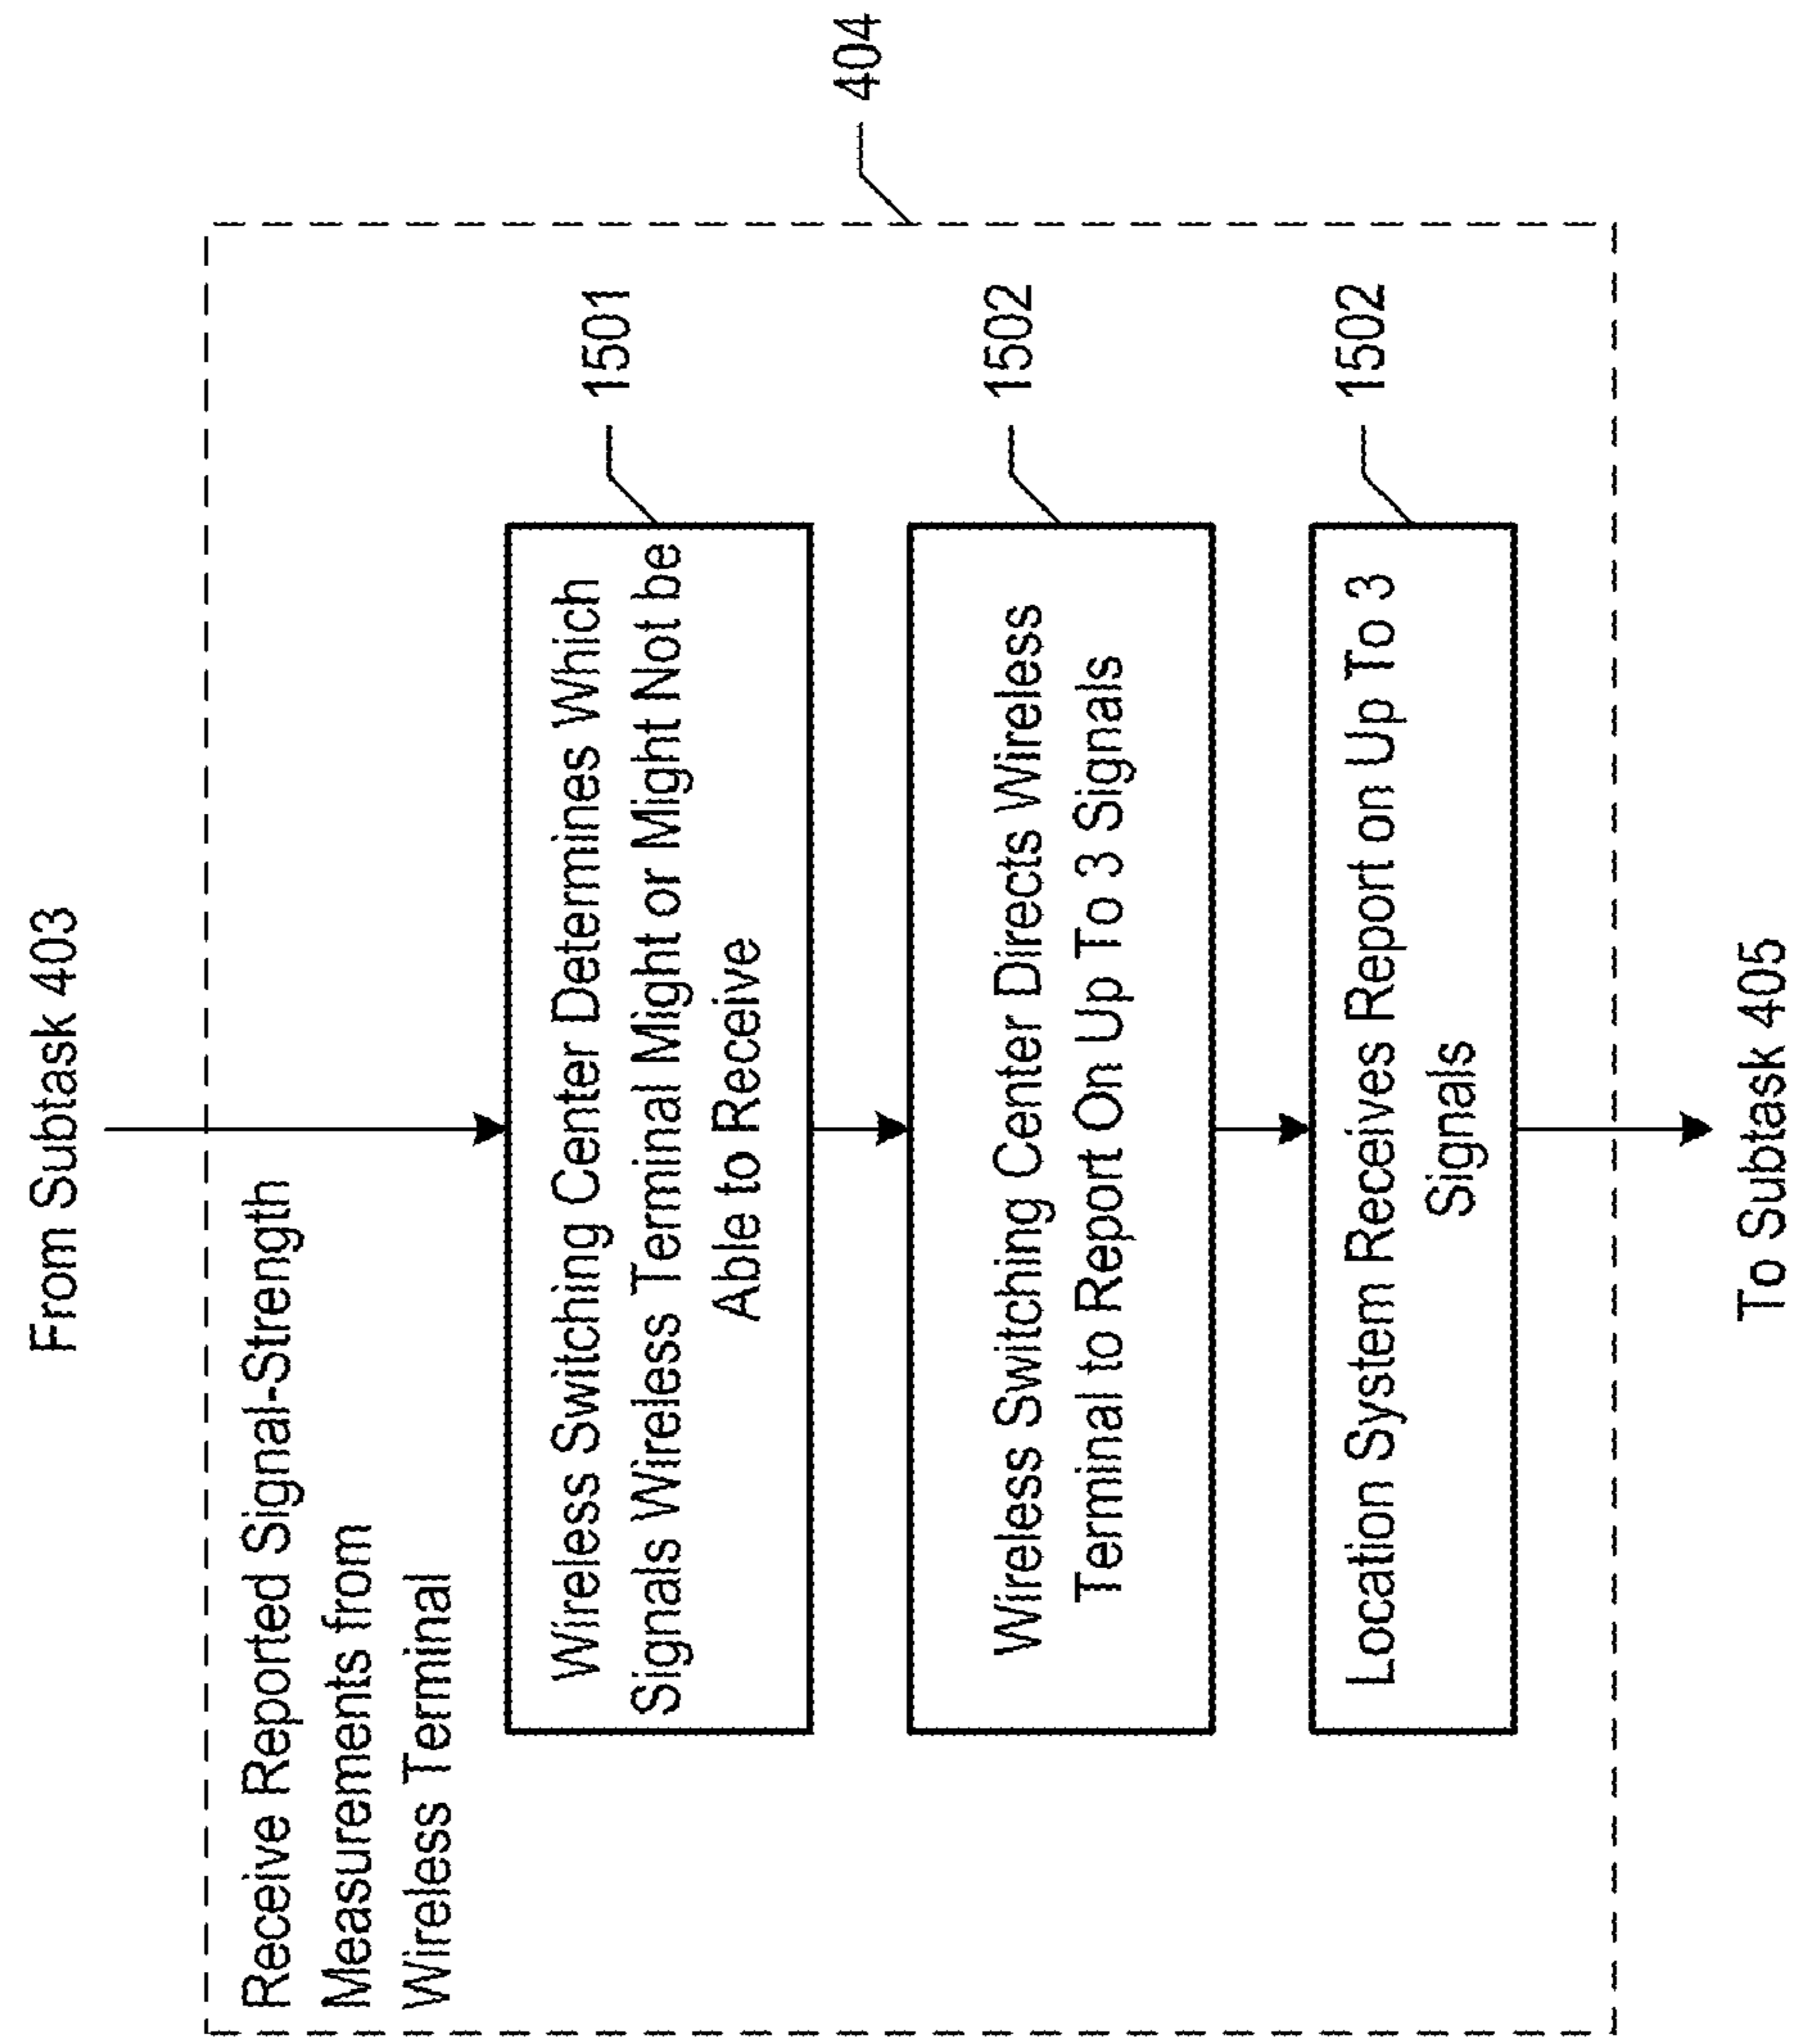 From Subtask 403
Receive Reported Signal-Strength
Measurements from
Wireless Terminal
404
Wireless Switching Center Determines Which
Signals Wireless Terminal Might or Might Not be
Able to Receive
1501
Wireless Switching Center Directs Wireless
Terminal to Report On Up To 3 Signals
1502
Location System Receives Report on Up To 3
Signals
1502
To Subtask 405